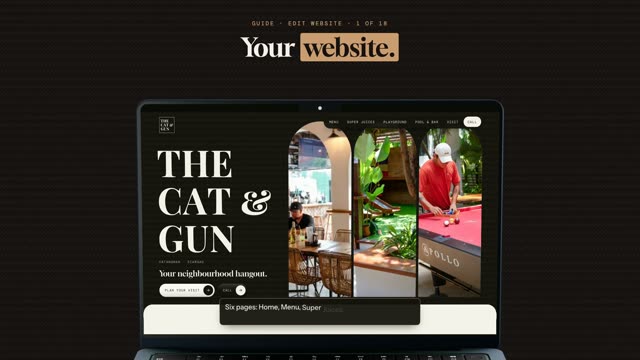 GUIDE · EDIT WEBSITE · 1 OF 18
Your website.
THE
CAT &
GUN
MENU SUPER JUICES PLAYGROUND POOL & BAR VISIT CALL
THE
CAT &
GUN
Your neighbourhood hangout.
PLAN YOUR VISIT → CALL →
APOLLO
Six pages: Home, Menu, Super